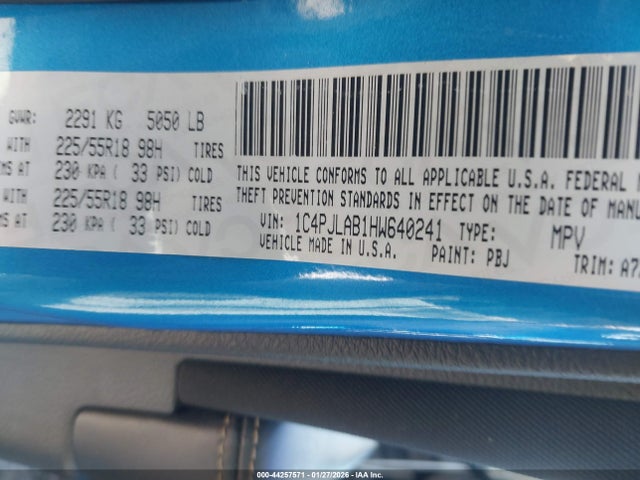 GVWR: 2291 KG 5050 LB
WITH 225/55R18 98H TIRES
MS AT 230 KPA ( 33 PSI) COLD
WITH 225/55R18 98H TIRES
MS AT 230 KPA ( 33 PSI) COLD
THIS VEHICLE CONFORMS TO ALL APPLICABLE U.S.A. FEDERAL
THEFT PREVENTION STANDARDS IN EFFECT ON THE DATE OF MANU
VIN: 1C4PJLAB1HW640241 TYPE: MPV
VEHICLE MADE IN U.S.A. PAINT: PBJ TRIM: A7
000-44257571 | 01/27/2026 | IAA Inc.